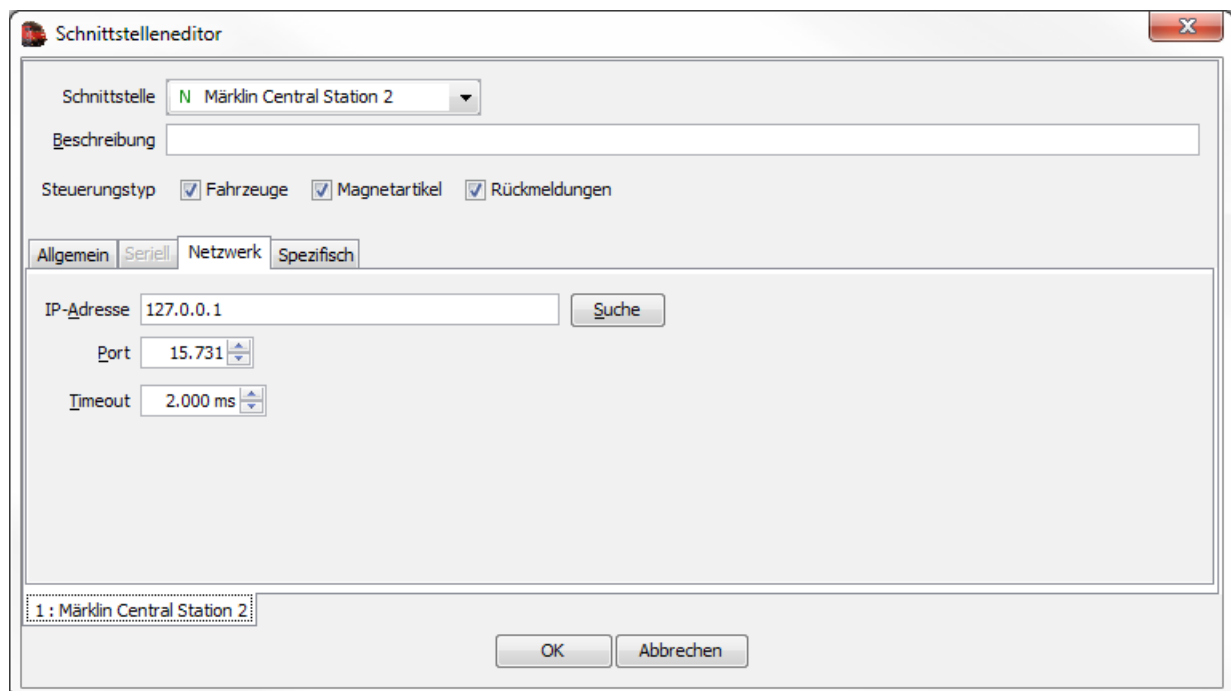 Schnittstelleneditor
Schnittstelle N Märklin Central Station 2
Beschreibung
Steuerungstyp Fahrzeuge Magnetartikel Rückmeldungen
Allgemein Seriell Netzwerk Spezifisch
IP-Adresse 127.0.0.1 Suche
Port 15.731
Timeout 2.000 ms
1 : Märklin Central Station 2
OK Abbrechen